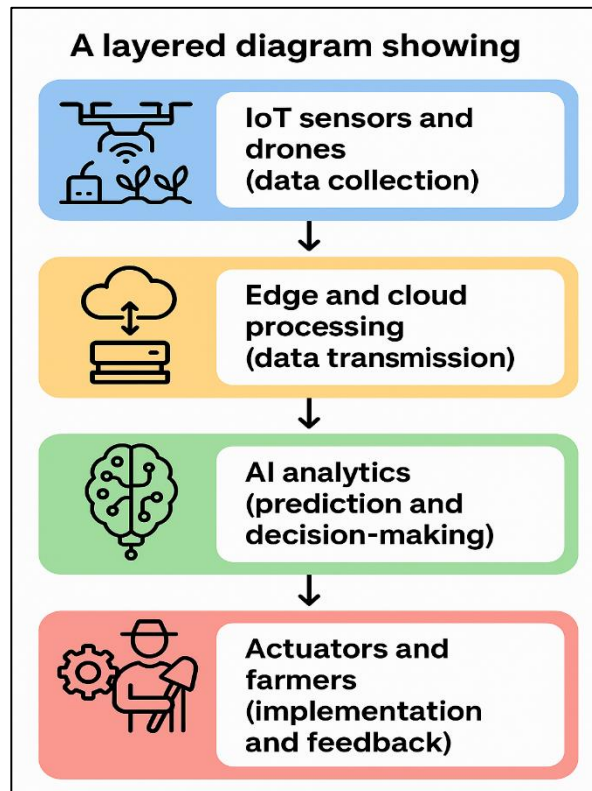 A layered diagram showing
IoT sensors and
drones
(data collection)
Edge and cloud
processing
(data transmission)
AI analytics
(prediction and
decision-making)
Actuators and
farmers
(implementation
and feedback)